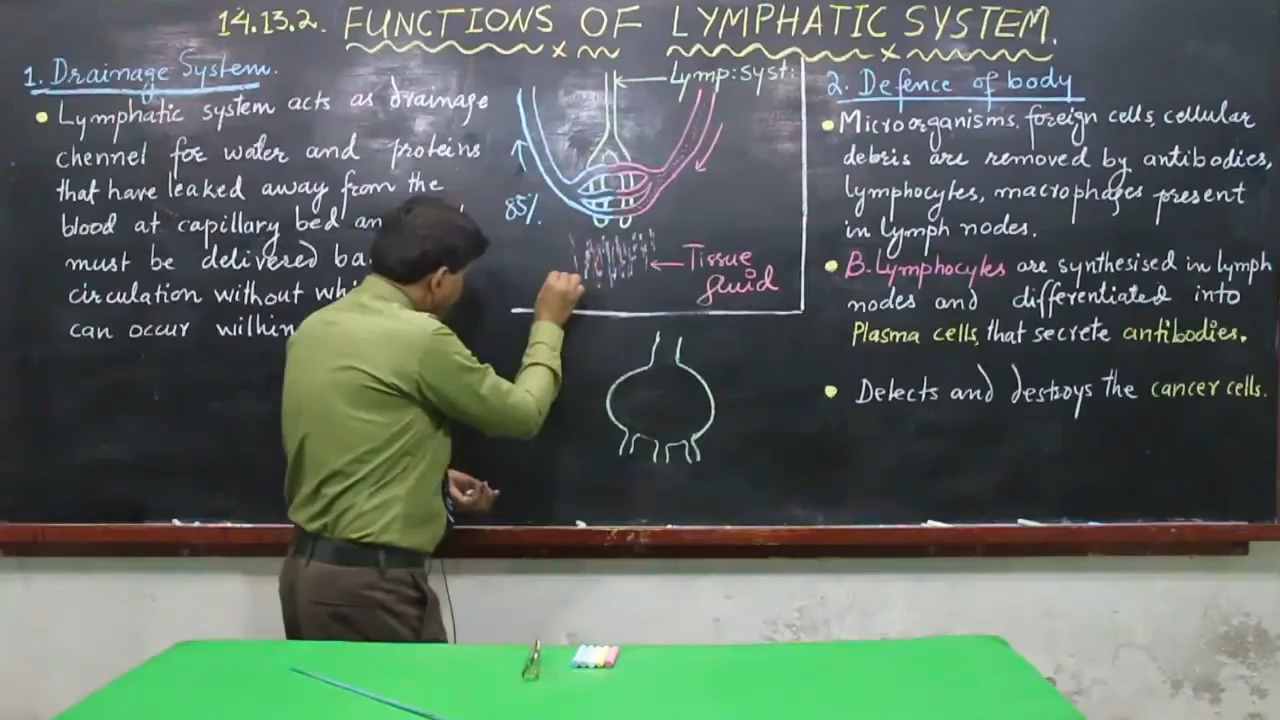 14.13.2. FUNCTIONS OF LYMPHATIC SYSTEM.
1. Drainage System.
• Lymphatic system acts as drainage
chennel for water and proteins
that have leaked away from the
blood at capillary bed
must be delivered
circulation without
can occur
Lymp: syst:
85%.
Tissue
fluid
2. Defence of body
• Microorganisms, foreign cells, cellular
debris are removed by antibodies,
lymphocytes, macrophages present
in lymph nodes.
• B. Lymphocytes are synthesised in lymph
nodes and differentiated into
Plasma cells, that secrete antibodies.
• Detects and destroys the cancer cells.